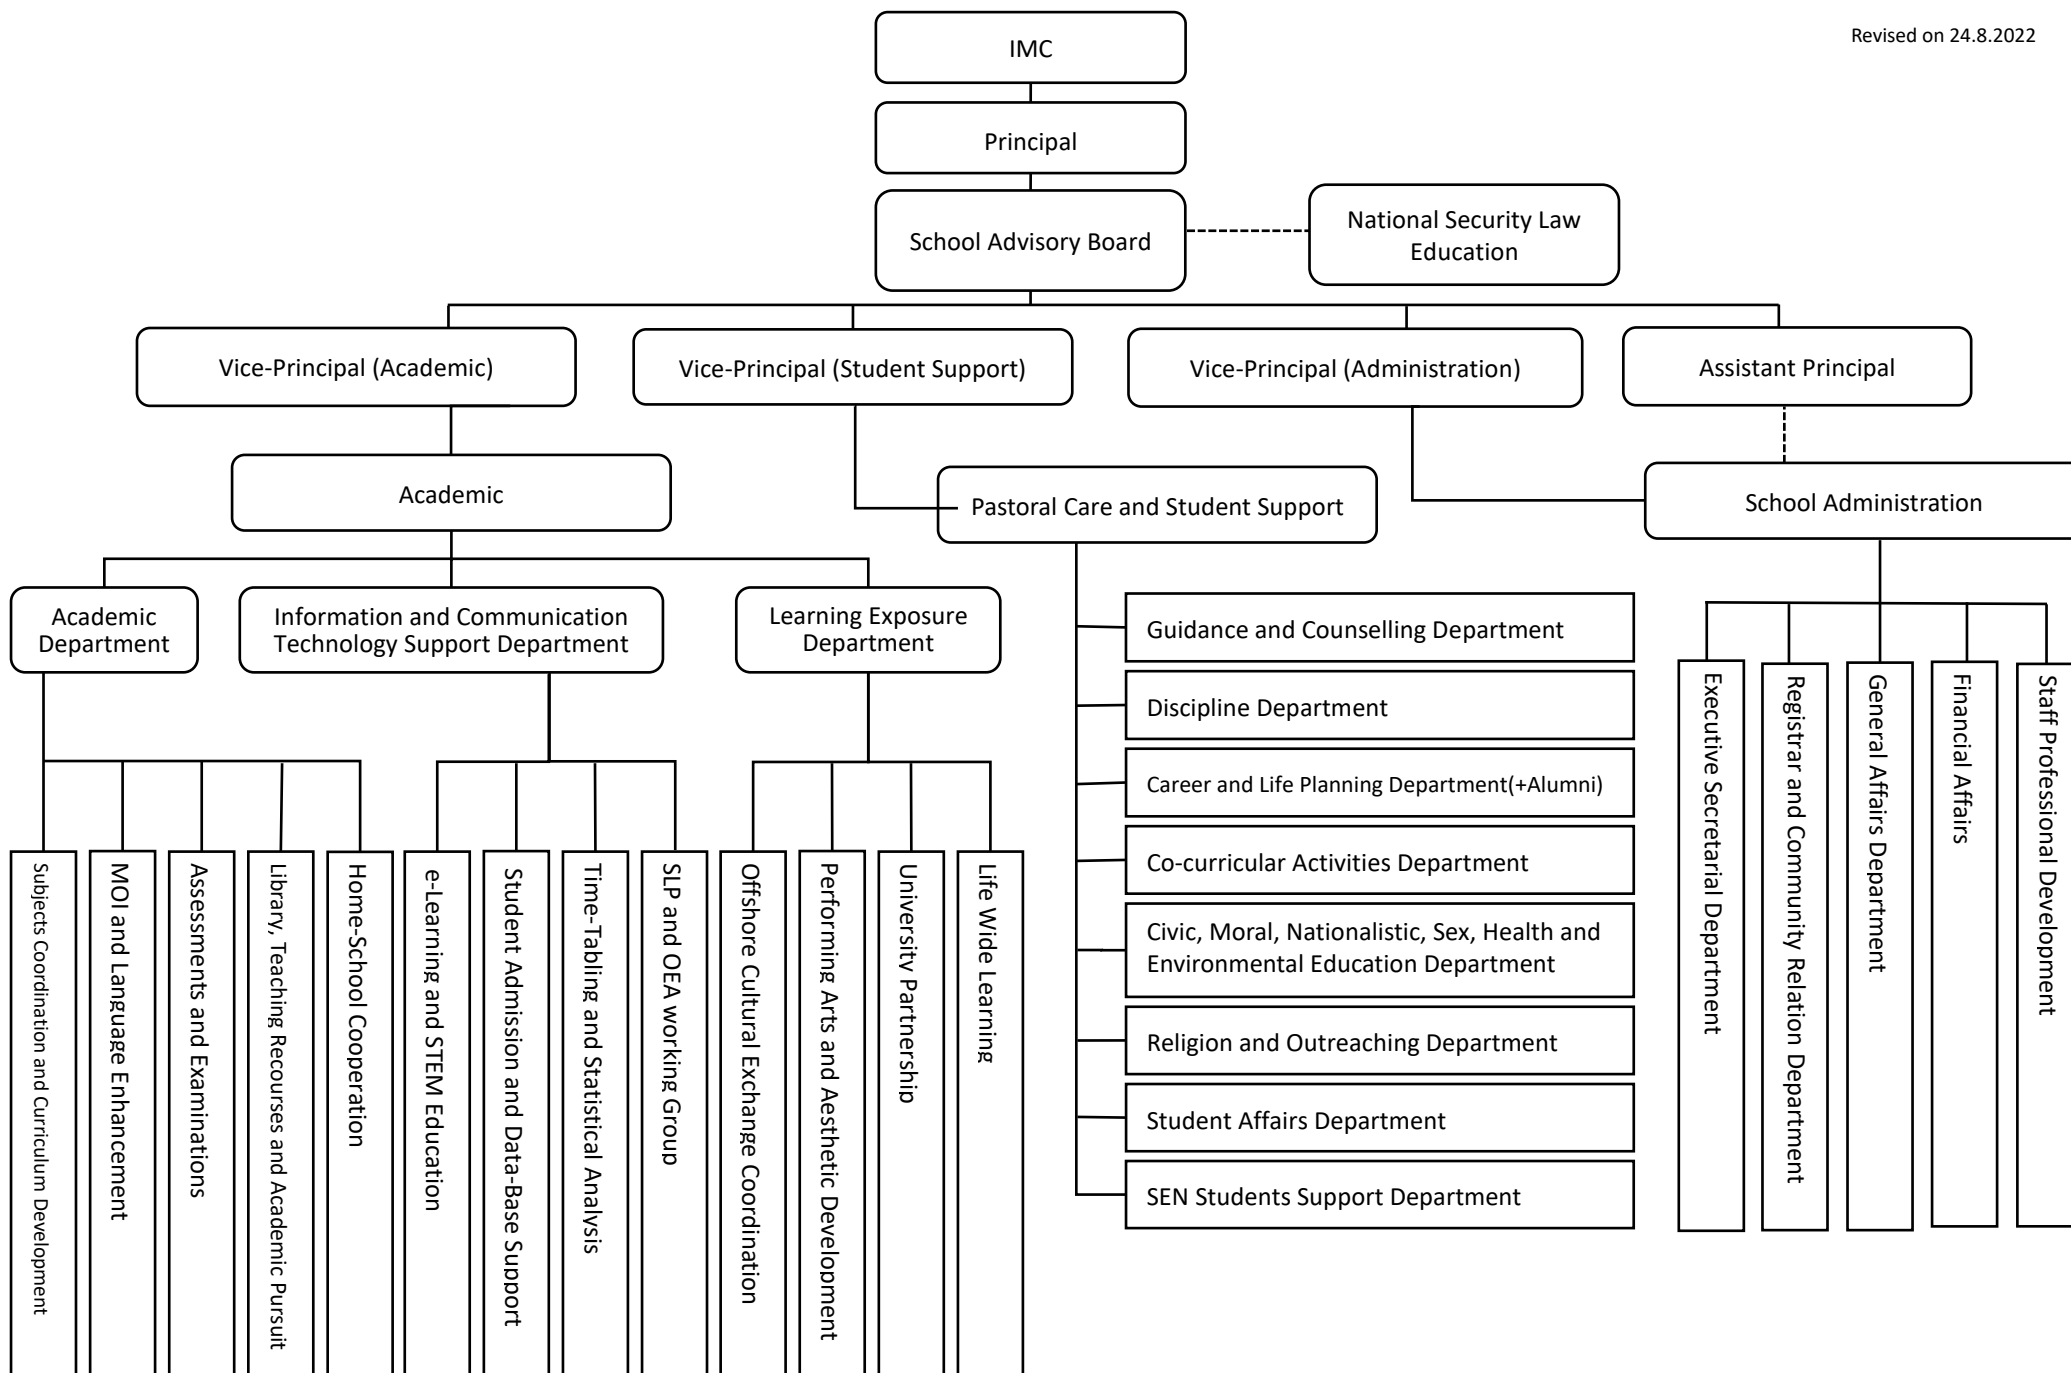 Revised on 24.8.2022
IMC
Principal
School Advisory Board
National Security Law
Education
Vice-Principal (Academic)
Vice-Principal (Student Support)
Vice-Principal (Administration)
Assistant Principal
Academic
Pastoral Care and Student Support
School Administration
Academic
Department
Information and Communication
Technology Support Department
Learning Exposure
Department
Subjects Coordination and Curriculum Development
MOI and Language Enhancement
Assessments and Examinations
Library, Teaching Recourses and Academic Pursuit
Home-School Cooperation
e-Learning and STEM Education
Student Admission and Data-Base Support
Time-Tabling and Statistical Analysis
SLP and OEA working Group
Offshore Cultural Exchange Coordination
Performing Arts and Aesthetic Development
University Partnership
Life Wide Learning
Guidance and Counselling Department
Discipline Department
Career and Life Planning Department(+Alumni)
Co-curricular Activities Department
Civic, Moral, Nationalistic, Sex, Health and
Environmental Education Department
Religion and Outreaching Department
Student Affairs Department
SEN Students Support Department
Executive Secretarial Department
Registrar and Community Relation Department
General Affairs Department
Financial Affairs
Staff Professional Development